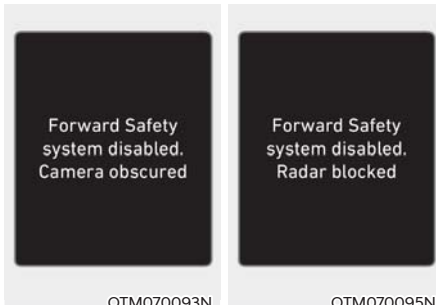 Forward Safety
system disabled.
Camera obscured
OTM070093N
Forward Safety
system disabled.
Radar blocked
OTM070095N